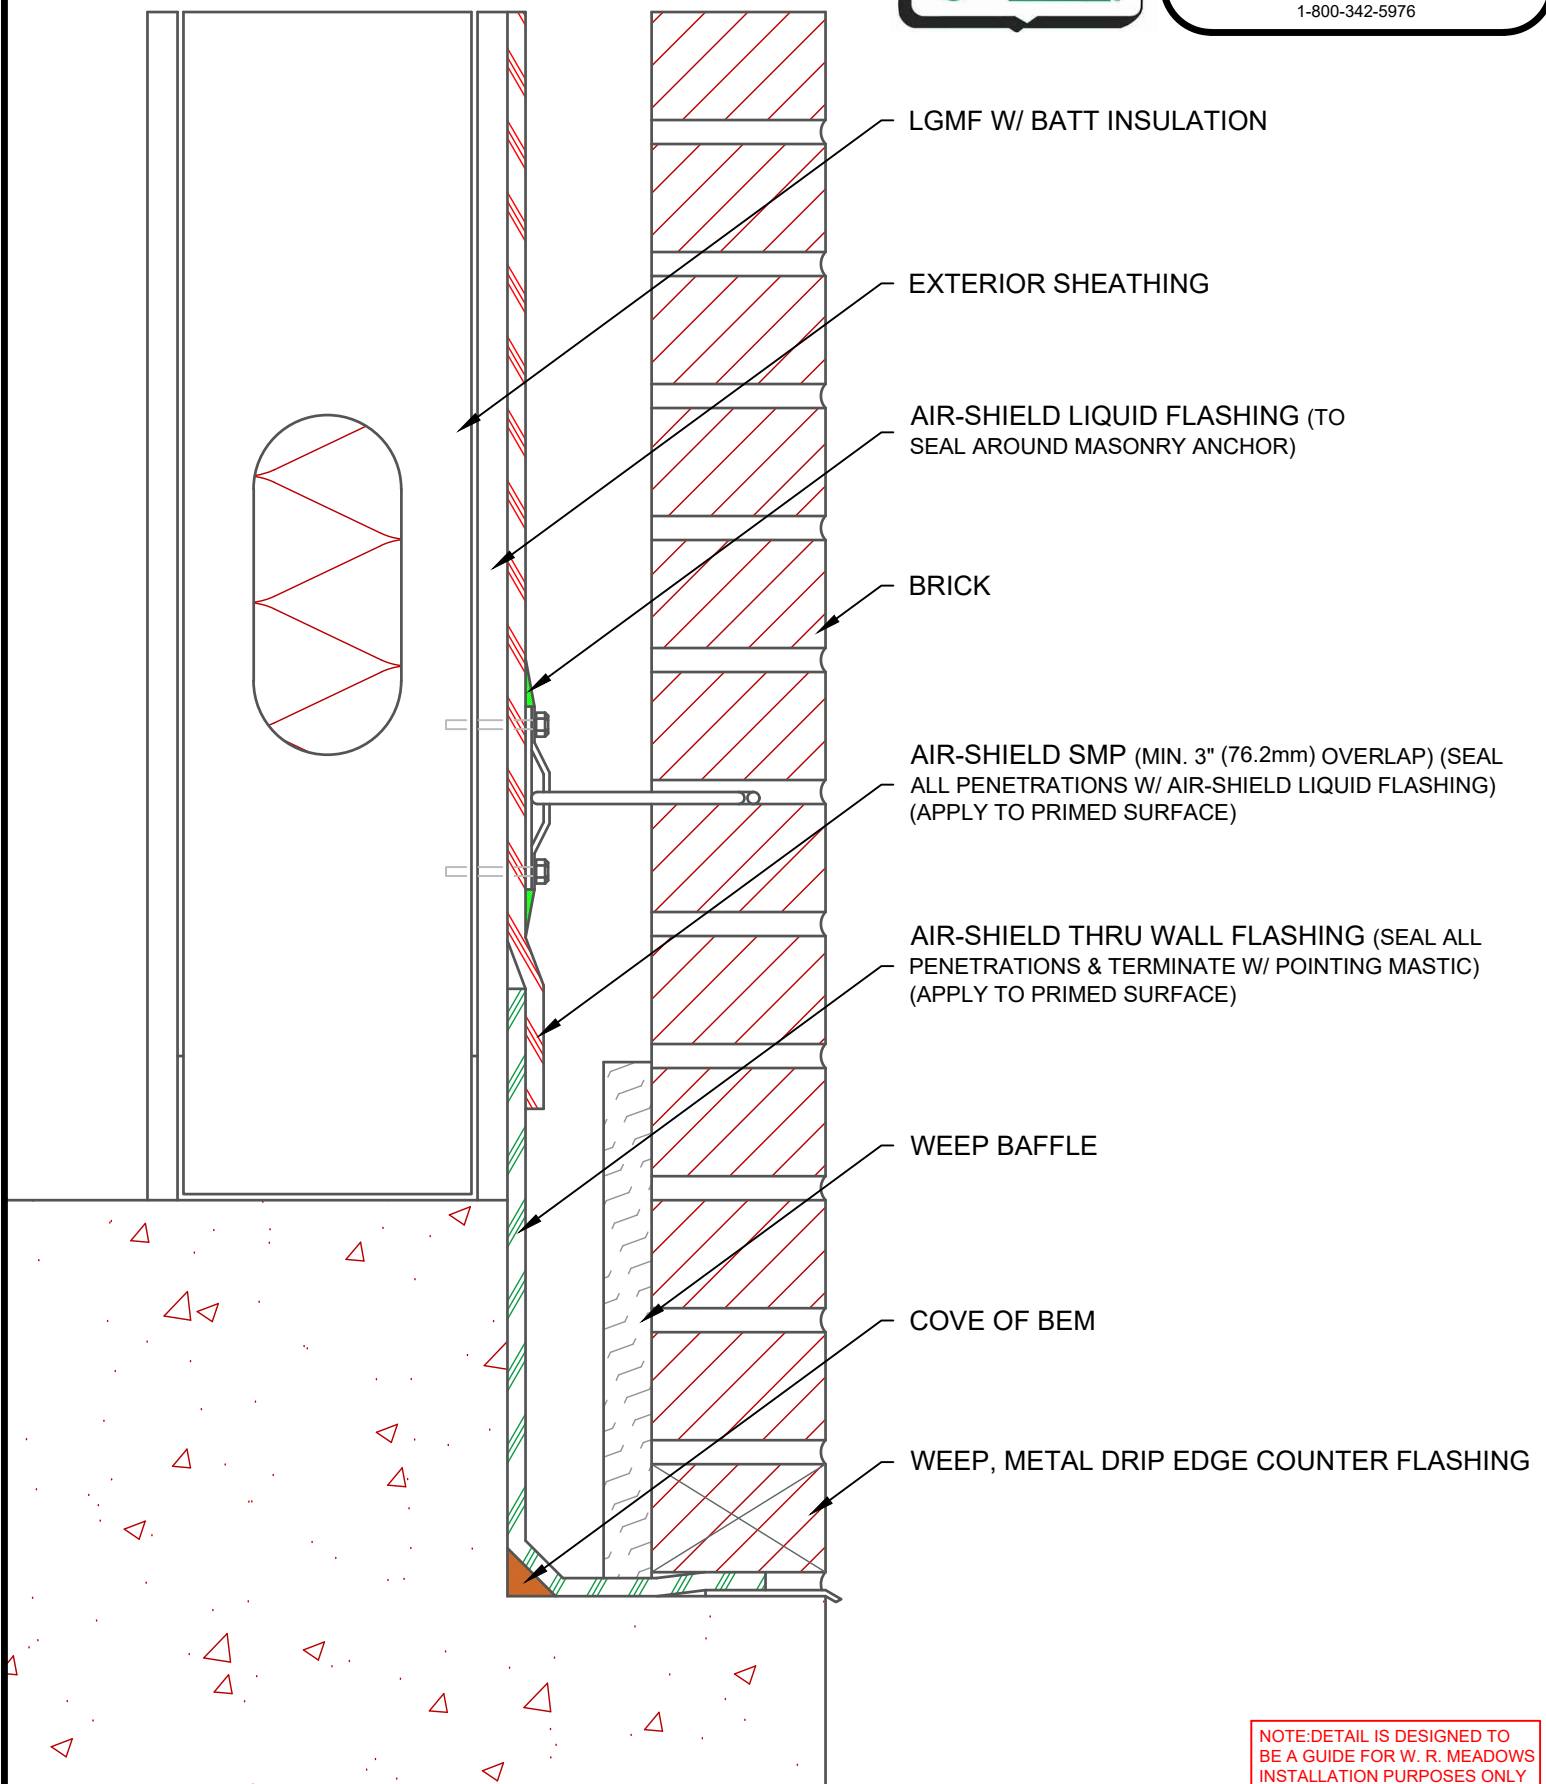 1-800-342-5976
LGMF W/ BATT INSULATION
EXTERIOR SHEATHING
AIR-SHIELD LIQUID FLASHING (TO
SEAL AROUND MASONRY ANCHOR)
BRICK
AIR-SHIELD SMP (MIN. 3" (76.2mm) OVERLAP) (SEAL
ALL PENETRATIONS W/ AIR-SHIELD LIQUID FLASHING)
(APPLY TO PRIMED SURFACE)
AIR-SHIELD THRU WALL FLASHING (SEAL ALL
PENETRATIONS & TERMINATE W/ POINTING MASTIC)
(APPLY TO PRIMED SURFACE)
WEEP BAFFLE
COVE OF BEM
WEEP, METAL DRIP EDGE COUNTER FLASHING
NOTE:DETAIL IS DESIGNED TO
BE A GUIDE FOR W. R. MEADOWS
INSTALLATION PURPOSES ONLY